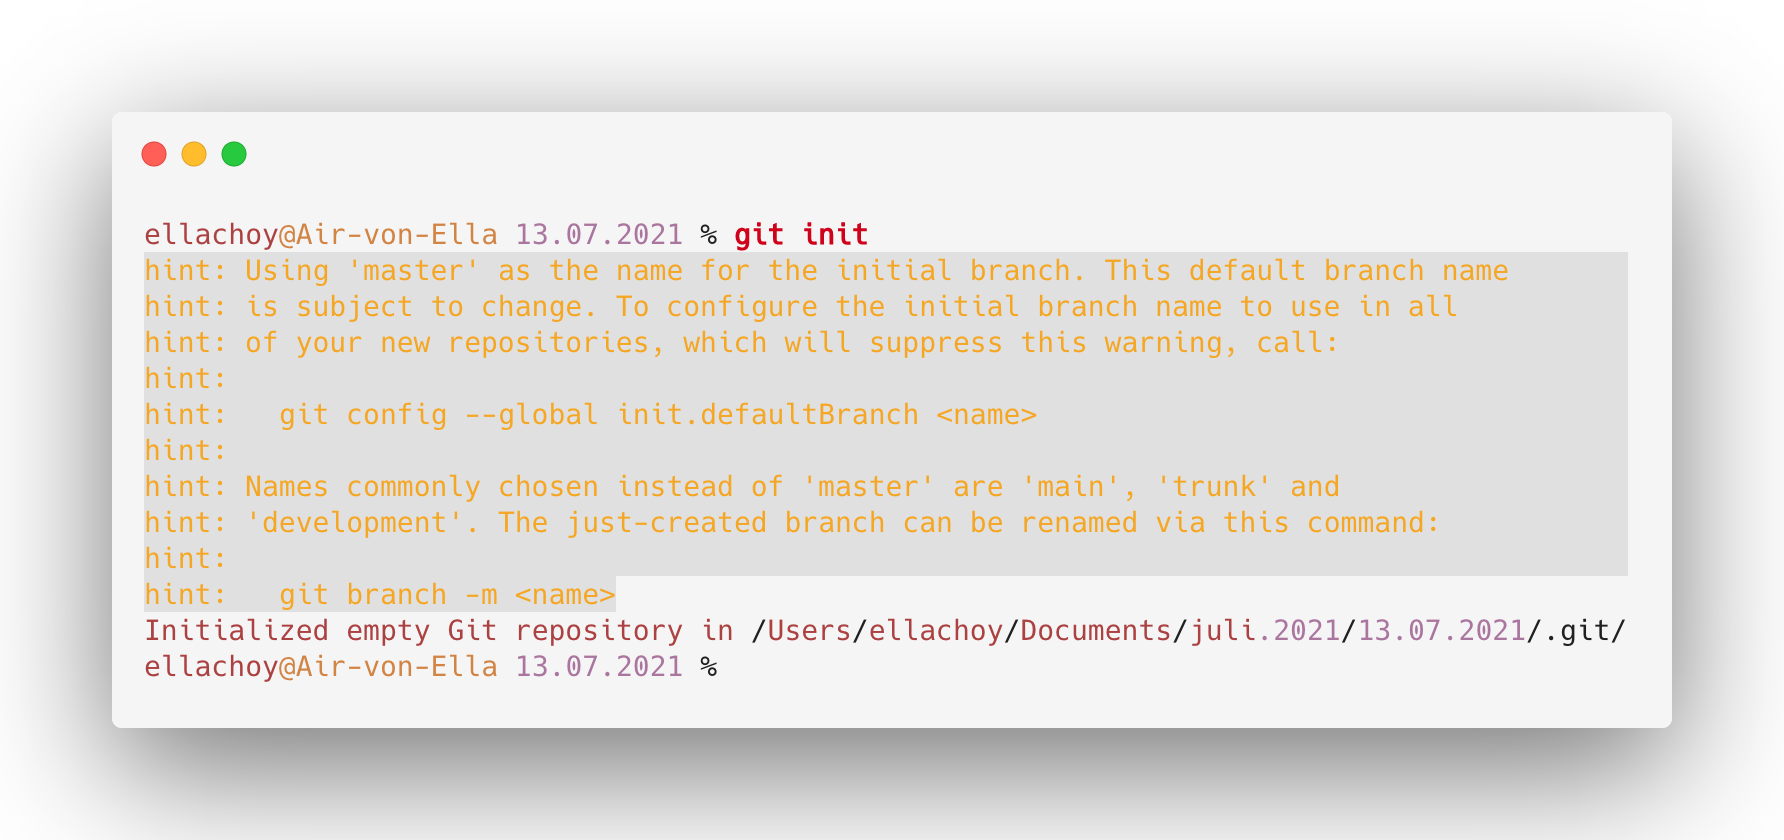 ellachoy@Air-von-Ella 13.07.2021 % git init
hint: Using 'master' as the name for the initial branch. This default branch name
hint: is subject to change. To configure the initial branch name to use in all
hint: of your new repositories, which will suppress this warning, call:
hint:
hint:   git config --global init.defaultBranch <name>
hint:
hint: Names commonly chosen instead of 'master' are 'main', 'trunk' and
hint: 'development'. The just-created branch can be renamed via this command:
hint:
hint:   git branch -m <name>
Initialized empty Git repository in /Users/ellachoy/Documents/juli.2021/13.07.2021/.git/
ellachoy@Air-von-Ella 13.07.2021 %